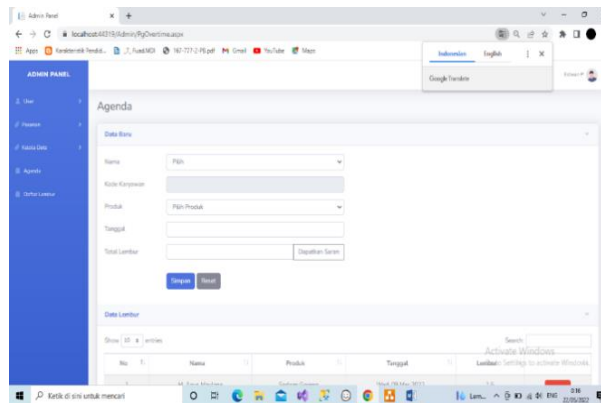 Admin Panel
localhost:44319/Admin/PgOvertime.aspx
Apps
Gmail
YouTube
Maps
Indonesian English
Google Translate
ADMIN PANEL
User
Agenda
Daftar Lembur
Agenda
Data Baru
Nama Pilih
Kode Karyawan
Produk Pilih Produk
Tanggal
Total Lembur Dapatkan Saran
Simpan Reset
Data Lembur
Show 10 entries Search:
No Nama Produk Tanggal Lembur
Activate Windows
Go to Settings to activate Windows.
Ketik di sini untuk mencari
ENG